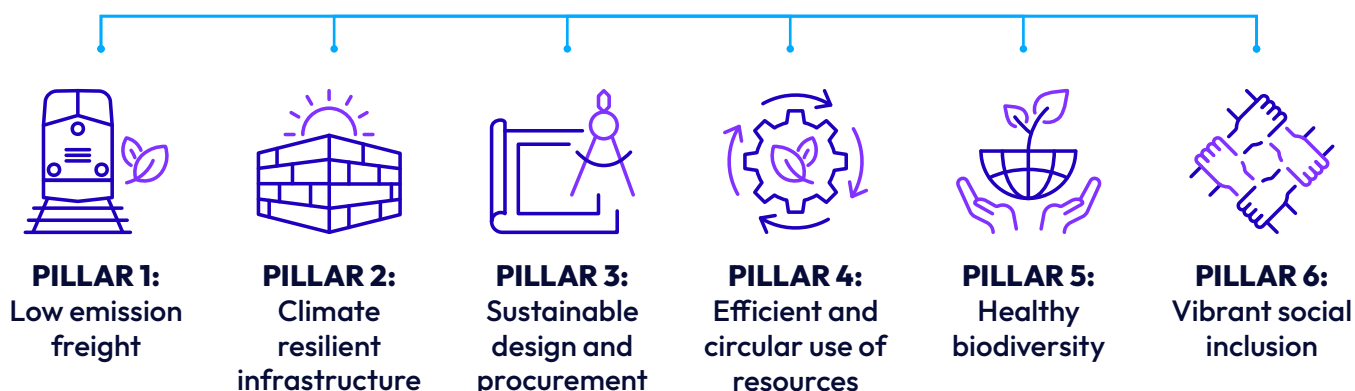 PILLAR 1:
Low emission
freight
PILLAR 2:
Climate
resilient
infrastructure
PILLAR 3:
Sustainable
design and
procurement
PILLAR 4:
Efficient and
circular use of
resources
PILLAR 5:
Healthy
biodiversity
PILLAR 6:
Vibrant social
inclusion